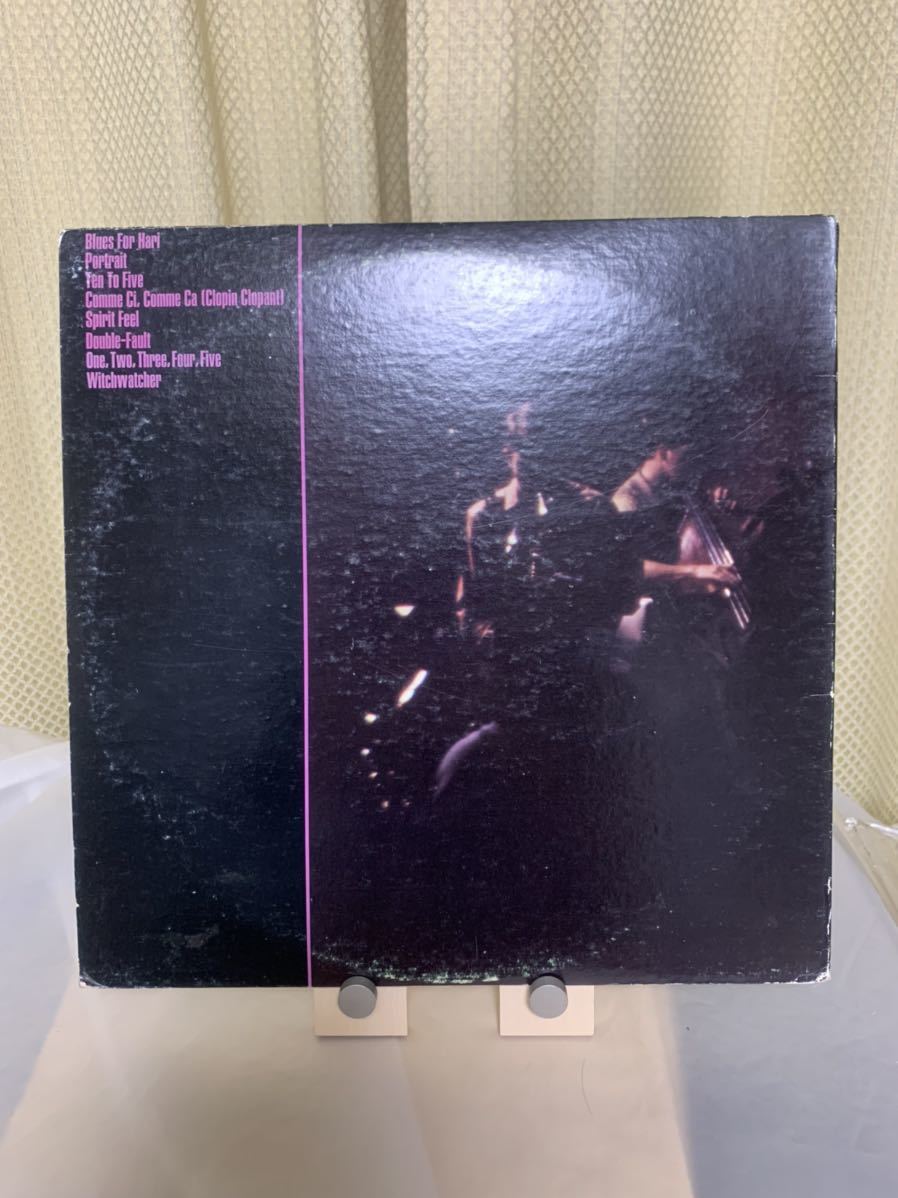 Blues For Hari
Portrait
Ten To Five
Comme Ci, Comme Ca (Clopin Clopant)
Spirit Feel
Double-Fault
One, Two, Three, Four, Five
Witchwatcher